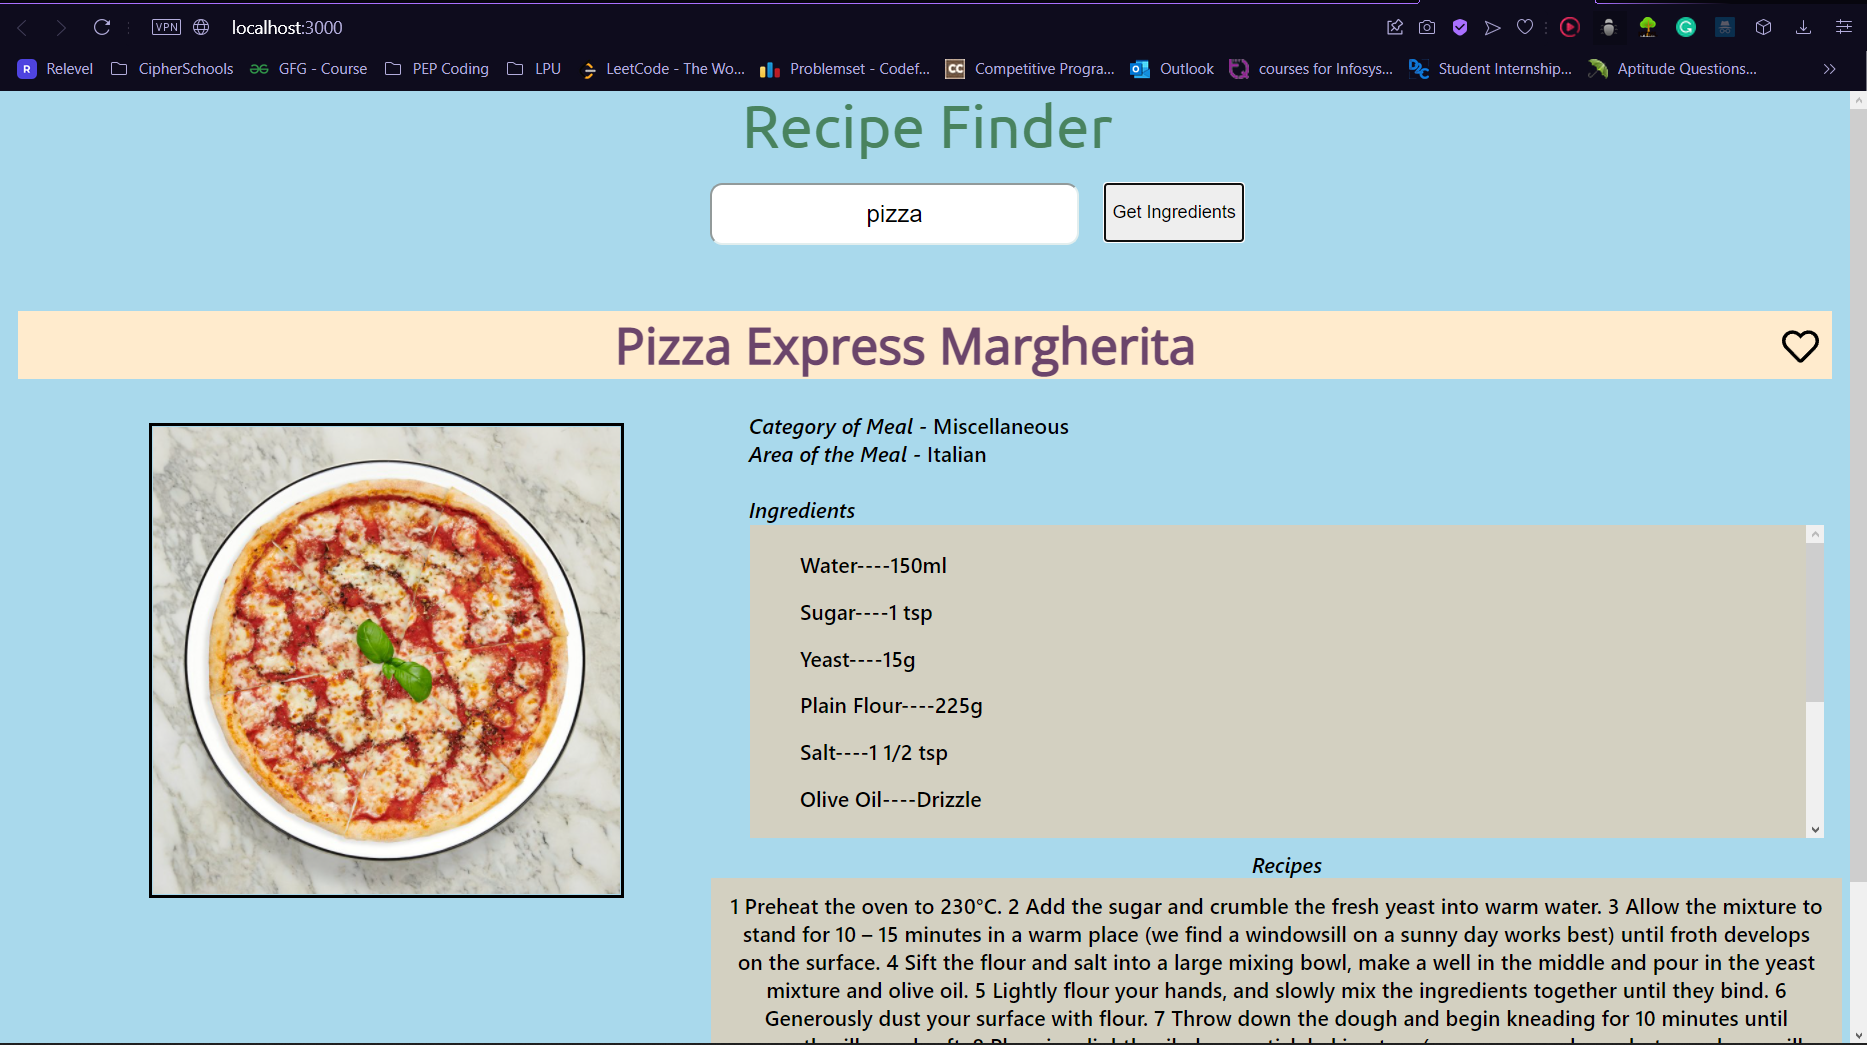 VPN localhost:3000
R Relevel CipherSchools GFG - Course PEP Coding LPU LeetCode - The Wo... Problemset - Codef... CC Competitive Progra... Outlook courses for Infosys... Student Internship... Aptitude Questions...
Recipe Finder
pizza Get Ingredients
Pizza Express Margherita
Category of Meal - Miscellaneous
Area of the Meal - Italian
Ingredients
Water----150ml
Sugar----1 tsp
Yeast----15g
Plain Flour----225g
Salt----1 1/2 tsp
Olive Oil----Drizzle
Recipes
1 Preheat the oven to 230°C. 2 Add the sugar and crumble the fresh yeast into warm water. 3 Allow the mixture to
stand for 10 – 15 minutes in a warm place (we find a windowsill on a sunny day works best) until froth develops
on the surface. 4 Sift the flour and salt into a large mixing bowl, make a well in the middle and pour in the yeast
mixture and olive oil. 5 Lightly flour your hands, and slowly mix the ingredients together until they bind. 6
Generously dust your surface with flour. 7 Throw down the dough and begin kneading for 10 minutes until